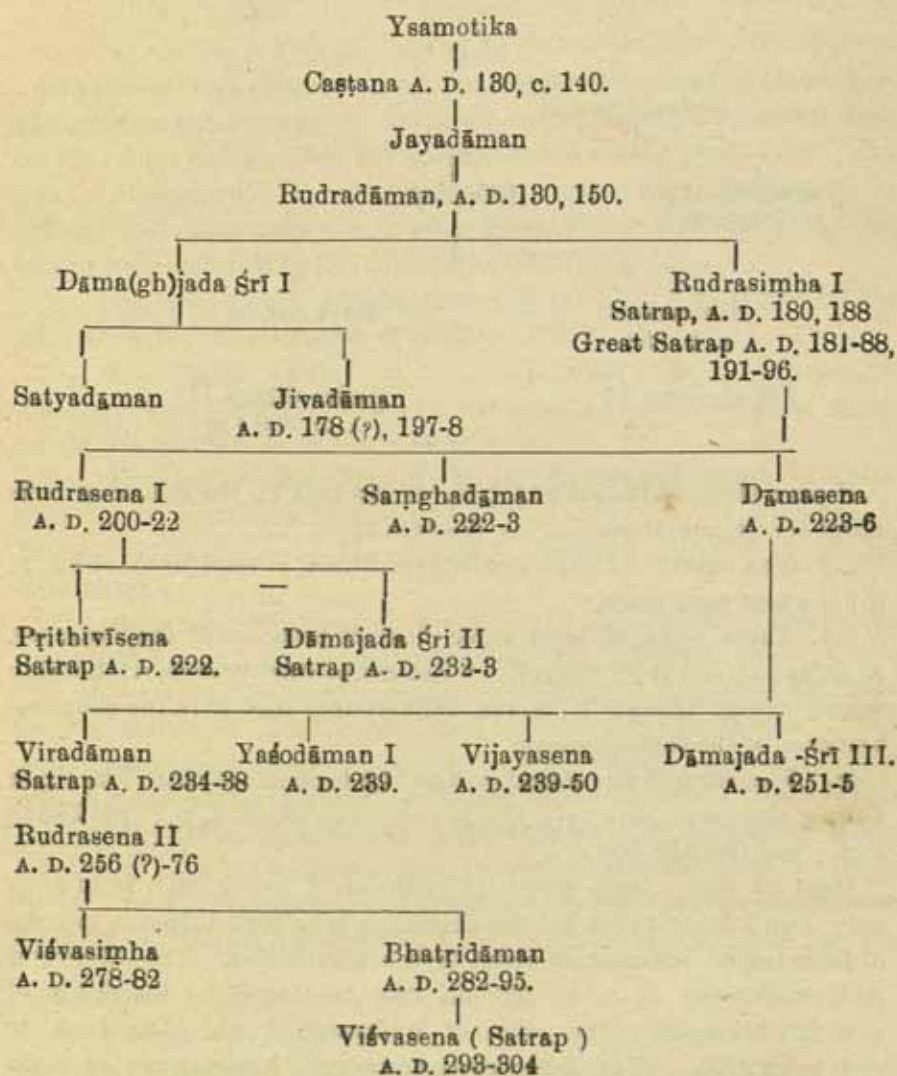 Ysamotika
Caṣṭana A. D. 130, c. 140.
Jayadāman
Rudradāman, A. D. 130, 150.
Dāma(gh)jada Śrī I Rudrasiṃha I
Satrap, A. D. 180, 188
Great Satrap A. D. 181-88,
191-96.
Satyadāman Jivadāman
A. D. 178 (?), 197-8
Rudrasena I Saṃghadāman Dāmasena
A. D. 200-22 A. D. 222-3 A. D. 223-6
Pṛithivīsena Dāmajada Śri II
Satrap A. D. 222. Satrap A. D. 232-3
Viradāman Yaśodāman I Vijayasena Dāmajada -Śrī III.
Satrap A. D. 234-38 A. D. 239. A. D. 239-50 A. D. 251-5
Rudrasena II
A. D. 256 (?)-76
Viśvasiṃha Bhatṛidāman
A. D. 278-82 A. D. 282-95.
Viśvasena ( Satrap )
A. D. 293-304